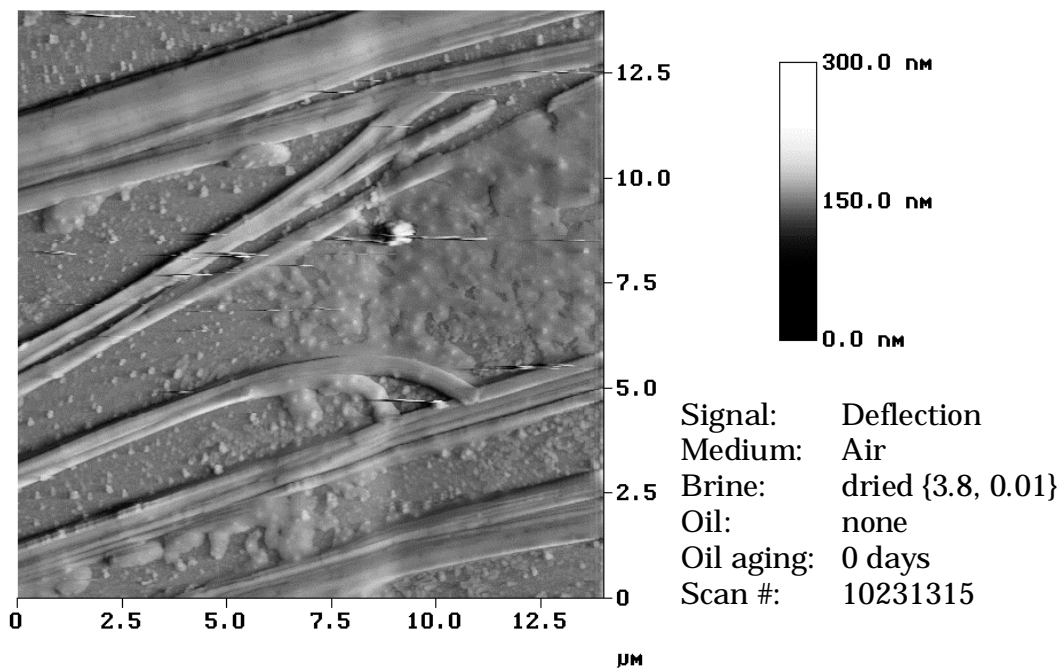 300.0 nM
12.5
150.0 nM
10.0
7.5
0.0 nM
5.0
Signal: Deflection
Medium: Air
2.5
Brine: dried {3.8, 0.01}
Oil: none
Oil aging: 0 days
0
Scan #: 10231315
0 2.5 5.0 7.5 10.0 12.5
µM